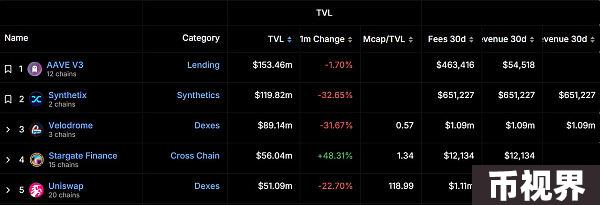 TVL
Name Category TVL 1m Change Mcap/TVL Fees 30d evenue 30d evenue 30d
1 AAVE V3 Lending $153.46m -1.70% $463,416 $54,518
12 chains
2 Synthetix Synthetics $119.82m -32.65% $651,227 $651,227 $651,227
2 chains
3 Velodrome Dexes $89.14m -31.67% 0.57 $1.09m $1.09m $1.09m
3 chains
4 Stargate Finance Cross Chain $56.04m +48.31% 1.34 $12,134 $12,134
15 chains
5 Uniswap Dexes $51.09m -22.70% 118.99 $1.11m
20 chains
币视界